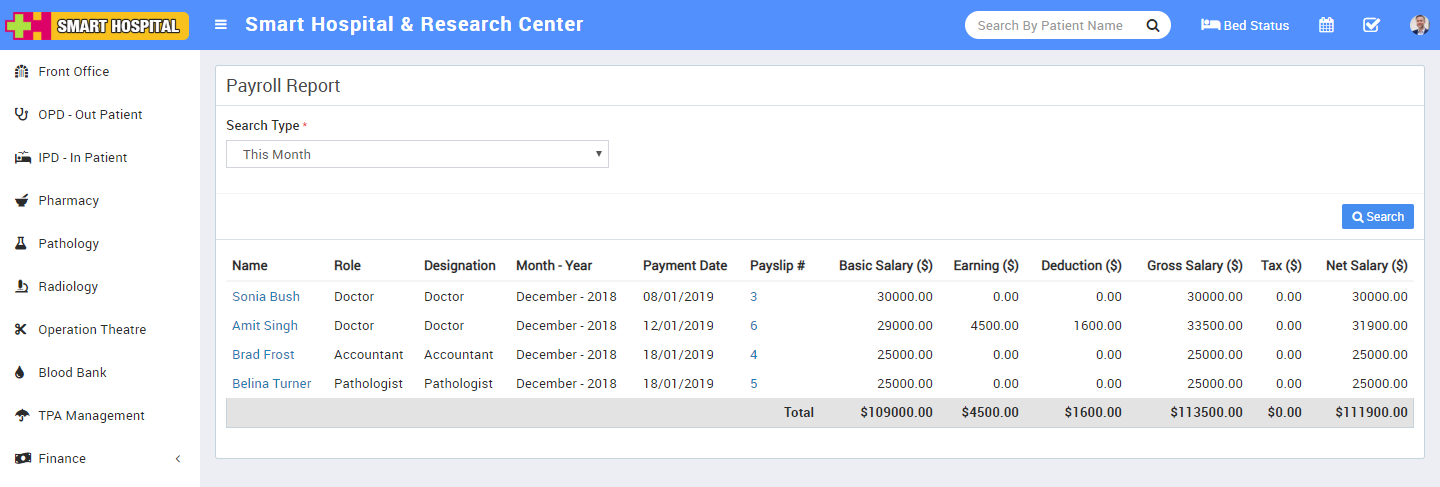 SMART HOSPITAL Smart Hospital & Research Center Search By Patient Name Bed Status
Front Office
OPD - Out Patient
IPD - In Patient
Pharmacy
Pathology
Radiology
Operation Theatre
Blood Bank
TPA Management
Finance
Payroll Report
Search Type *
This Month
Search
Name Role Designation Month - Year Payment Date Payslip # Basic Salary ($) Earning ($) Deduction ($) Gross Salary ($) Tax ($) Net Salary ($)
Sonia Bush Doctor Doctor December - 2018 08/01/2019 3 30000.00 0.00 0.00 30000.00 0.00 30000.00
Amit Singh Doctor Doctor December - 2018 12/01/2019 6 29000.00 4500.00 1600.00 33500.00 0.00 31900.00
Brad Frost Accountant Accountant December - 2018 18/01/2019 4 25000.00 0.00 0.00 25000.00 0.00 25000.00
Belina Turner Pathologist Pathologist December - 2018 18/01/2019 5 25000.00 0.00 0.00 25000.00 0.00 25000.00
Total $109000.00 $4500.00 $1600.00 $113500.00 $0.00 $111900.00